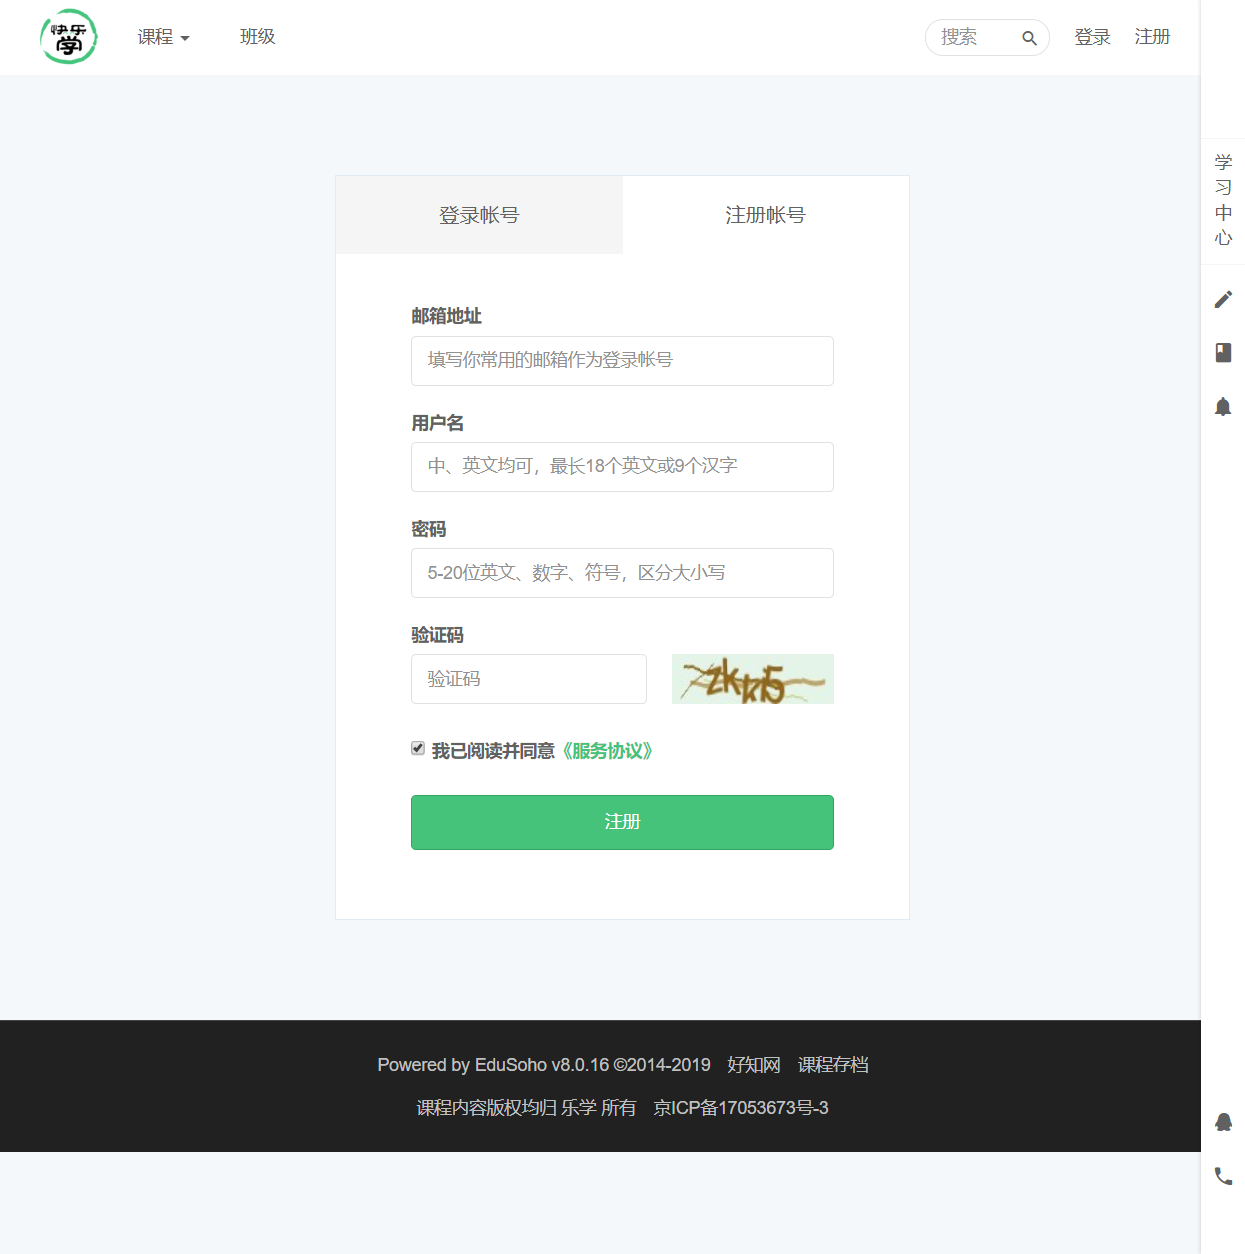 快乐学
课程
班级
搜索
登录
注册
学习中心
登录帐号
注册帐号
邮箱地址
填写你常用的邮箱作为登录帐号
用户名
中、英文均可，最长18个英文或9个汉字
密码
5-20位英文、数字、符号，区分大小写
验证码
验证码
我已阅读并同意《服务协议》
注册
Powered by EduSoho v8.0.16 ©2014-2019 好知网 课程存档
课程内容版权均归 乐学 所有 京ICP备17053673号-3